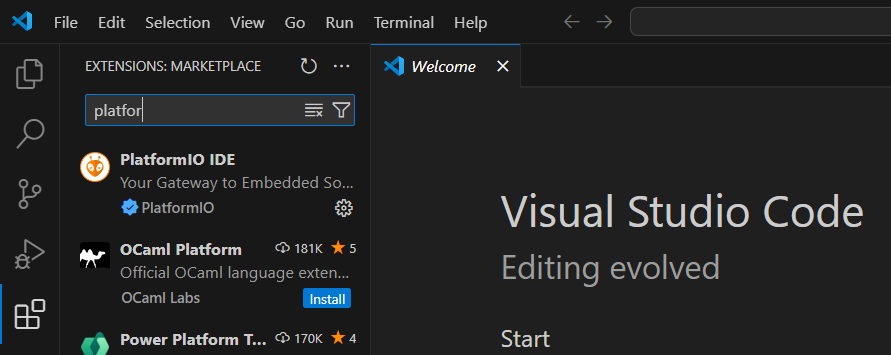 File Edit Selection View Go Run Terminal Help
EXTENSIONS: MARKETPLACE
Welcome
platfor
PlatformIO IDE
Your Gateway to Embedded So...
PlatformIO
OCaml Platform 181K 5
Official OCaml language exten...
OCaml Labs Install
Power Platform T... 170K 4
Visual Studio Code
Editing evolved
Start